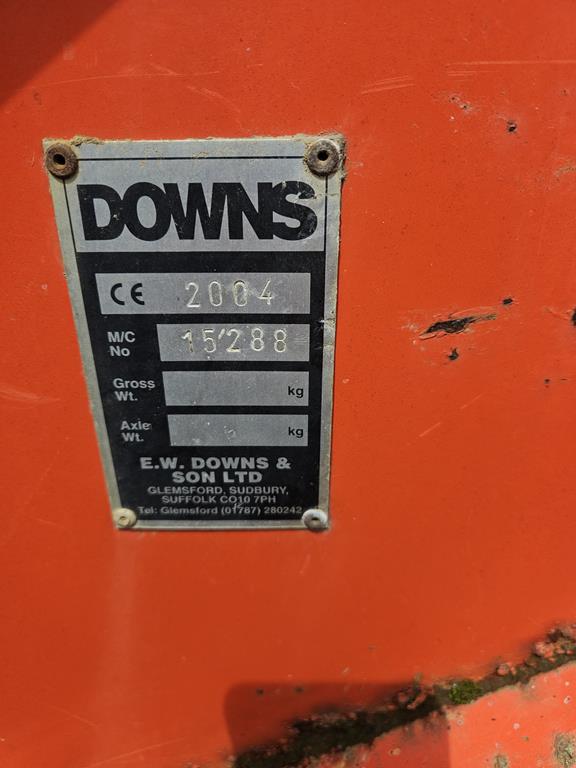 DOWNS
CE 2004
M/C No 15288
Gross Wt. kg
Axle Wt. kg
E.W. DOWNS &
SON LTD
GLEMSFORD, SUDBURY,
SUFFOLK CO10 7PH
Tel: Glemsford (01787) 280242